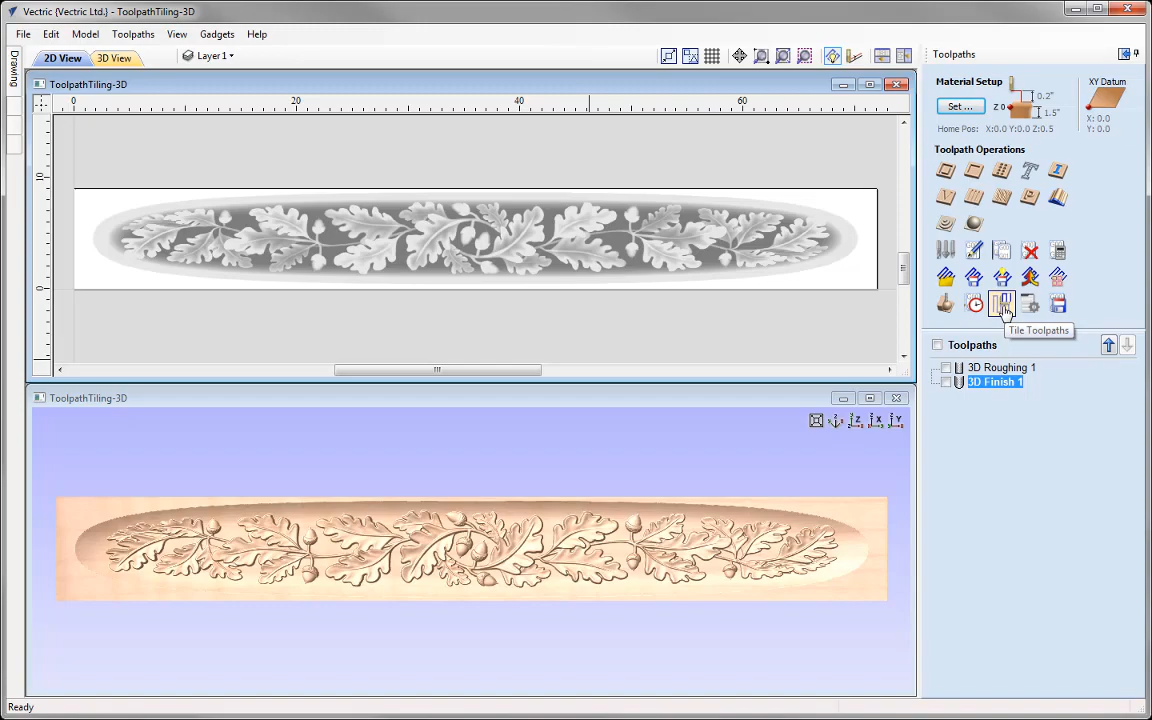 Vectric {Vectric Ltd.} - ToolpathTiling-3D
File Edit Model Toolpaths View Gadgets Help
2D View 3D View Layer 1
Drawing
ToolpathTiling-3D
0 20 40 60
10
0
ToolpathTiling-3D
Z X Y
Toolpaths
Material Setup
XY Datum
Set ...
Z 0
0.2"
1.5"
X: 0.0
Y: 0.0
Home Pos: X:0.0 Y:0.0 Z:0.5
Toolpath Operations
Tile Toolpaths
Toolpaths
3D Roughing 1
3D Finish 1
Ready